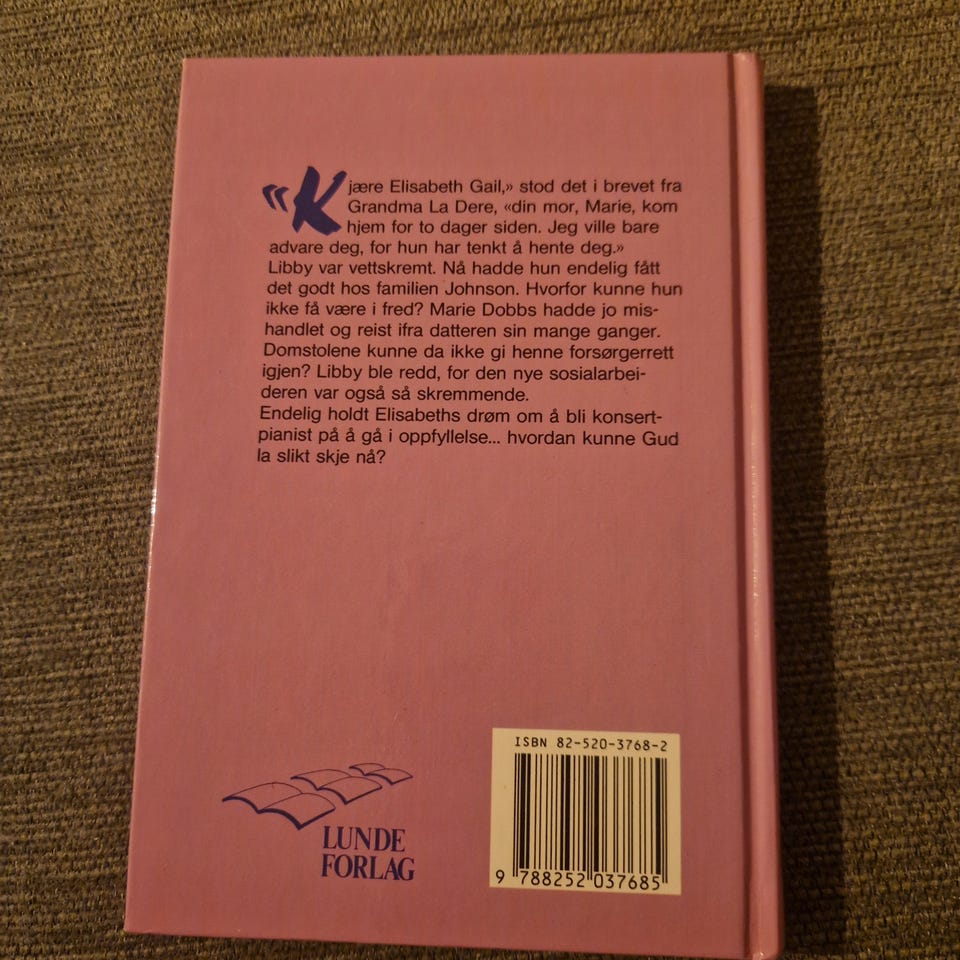 «Kjære Elisabeth Gail,» stod det i brevet fra
Grandma La Dere, «din mor, Marie, kom
hjem for to dager siden. Jeg ville bare
advare deg, for hun har tenkt å hente deg.»
Libby var vettskremt. Nå hadde hun endelig fått
det godt hos familien Johnson. Hvorfor kunne hun
ikke få være i fred? Marie Dobbs hadde jo mis-
handlet og reist ifra datteren sin mange ganger.
Domstolene kunne da ikke gi henne forsørgerrett
igjen? Libby ble redd, for den nye sosialarbei-
deren var også så skremmende.
Endelig holdt Elisabeths drøm om å bli konsert-
pianist på å gå i oppfyllelse... hvordan kunne Gud
la slikt skje nå?
ISBN 82-520-3768-2
9 788252 037685
LUNDE
FORLAG